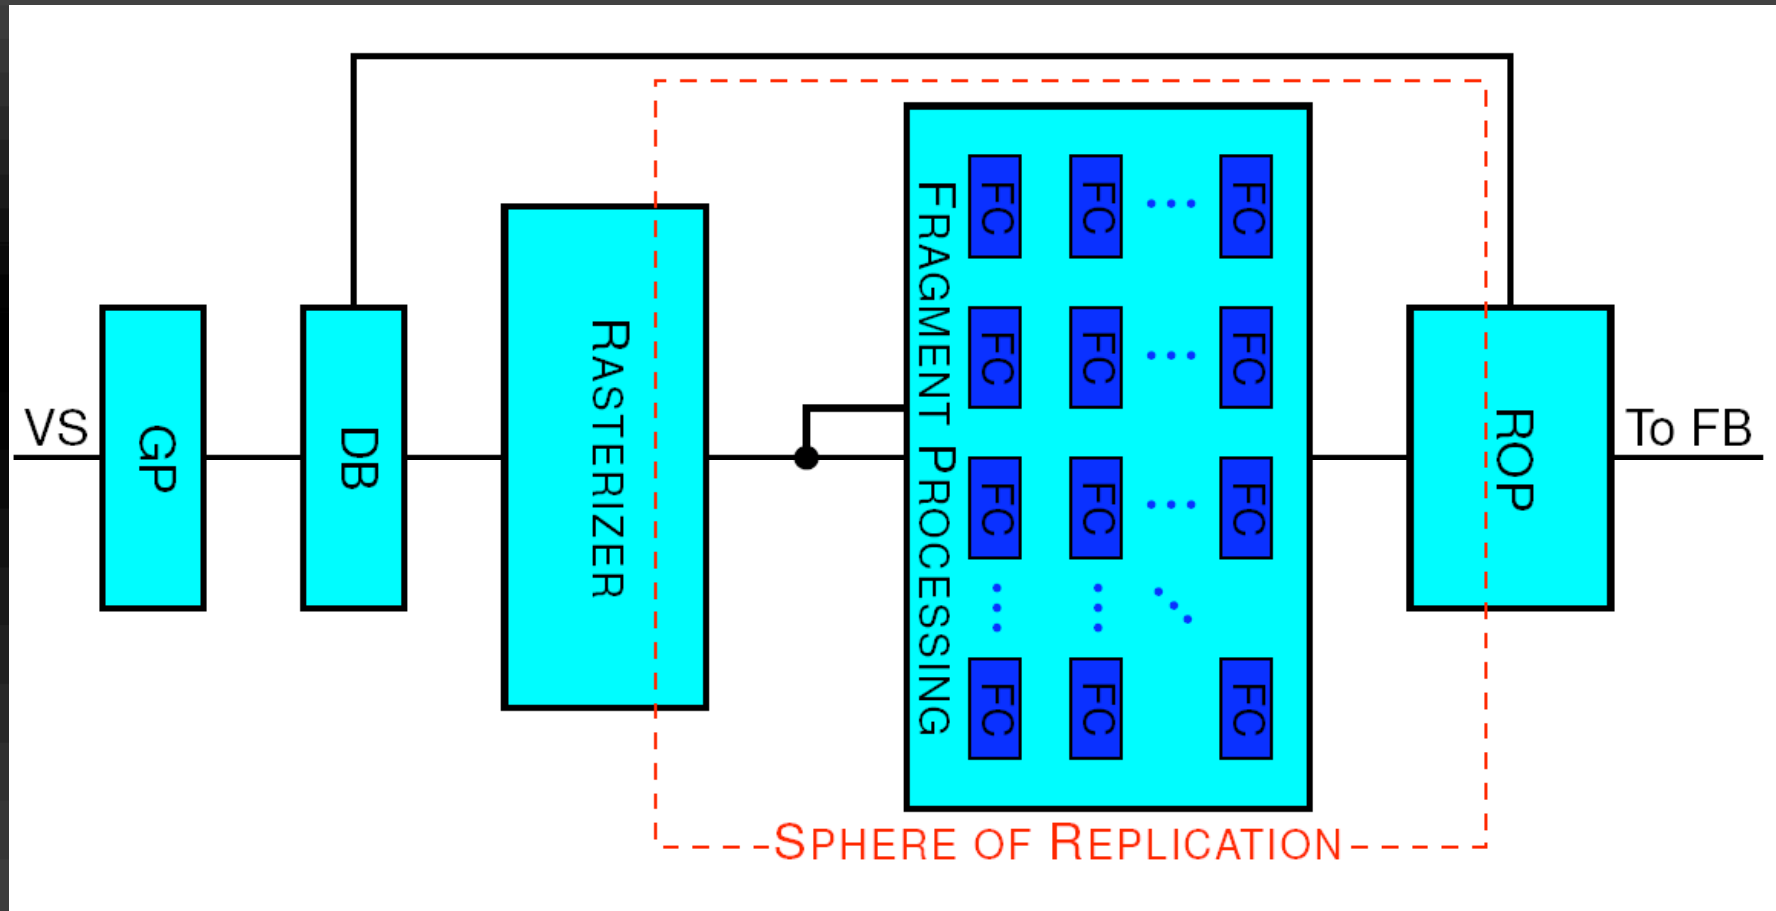 VS
GP
DB
RASTERIZER
FRAGMENT PROCESSING
FC FC ... FC
FC FC ... FC
FC FC ... FC
FC FC FC
ROP
To FB
SPHERE OF REPLICATION